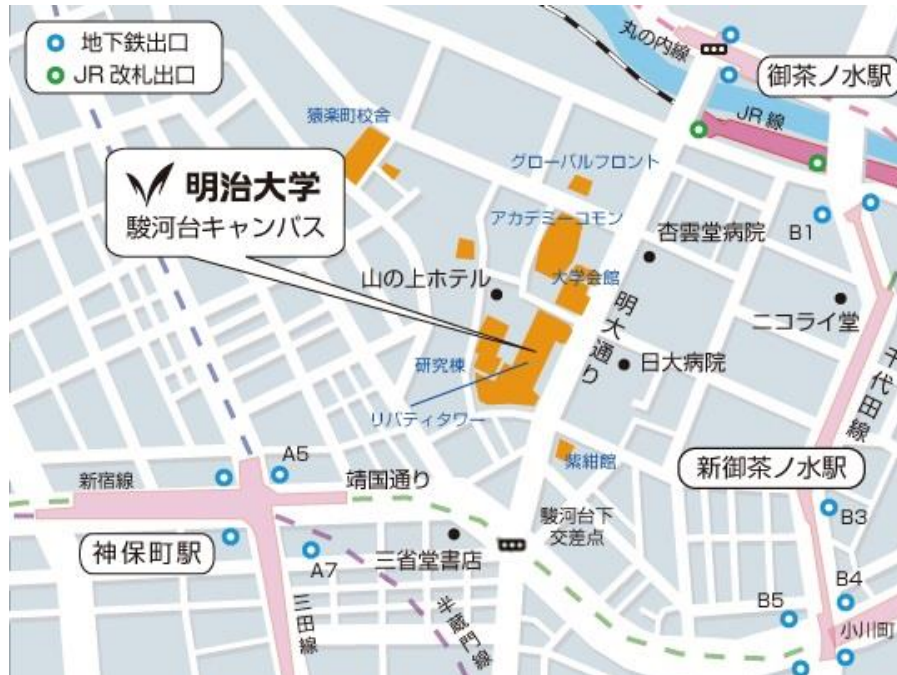 地下鉄出口
JR改札出口
丸の内線
御茶ノ水駅
JR線
猿楽町校舎
グローバルフロント
明治大学
駿河台キャンパス
アカデミーコモン
杏雲堂病院
B1
山の上ホテル
大学会館
明大通り
ニコライ堂
研究棟
日大病院
千代田線
リバティタワー
紫紺館
新御茶ノ水駅
A5
新宿線
靖国通り
駿河台下
交差点
B3
神保町駅
A7
三省堂書店
B4
B5
三田線
半蔵門線
小川町